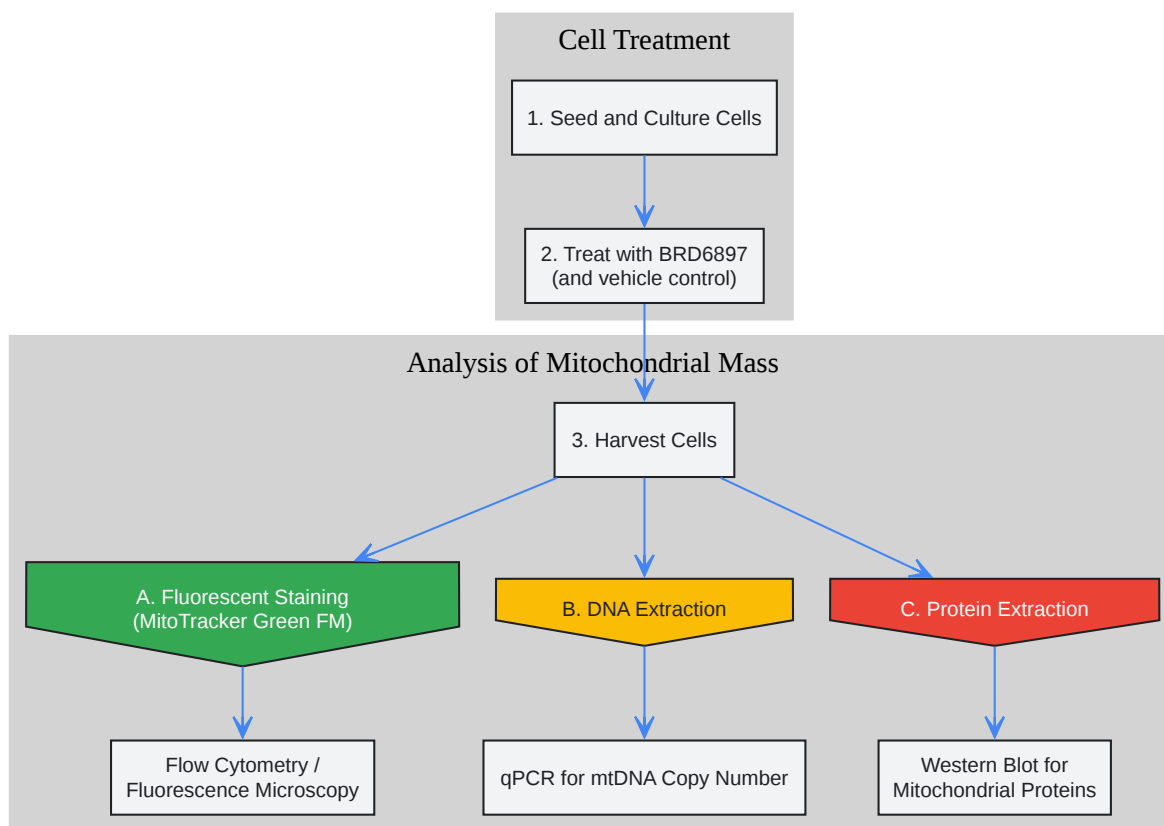 Cell Treatment
1. Seed and Culture Cells
2. Treat with BRD6897
(and vehicle control)
Analysis of Mitochondrial Mass
3. Harvest Cells
A. Fluorescent Staining
(MitoTracker Green FM)
B. DNA Extraction
C. Protein Extraction
Flow Cytometry /
Fluorescence Microscopy
qPCR for mtDNA Copy Number
Western Blot for
Mitochondrial Proteins